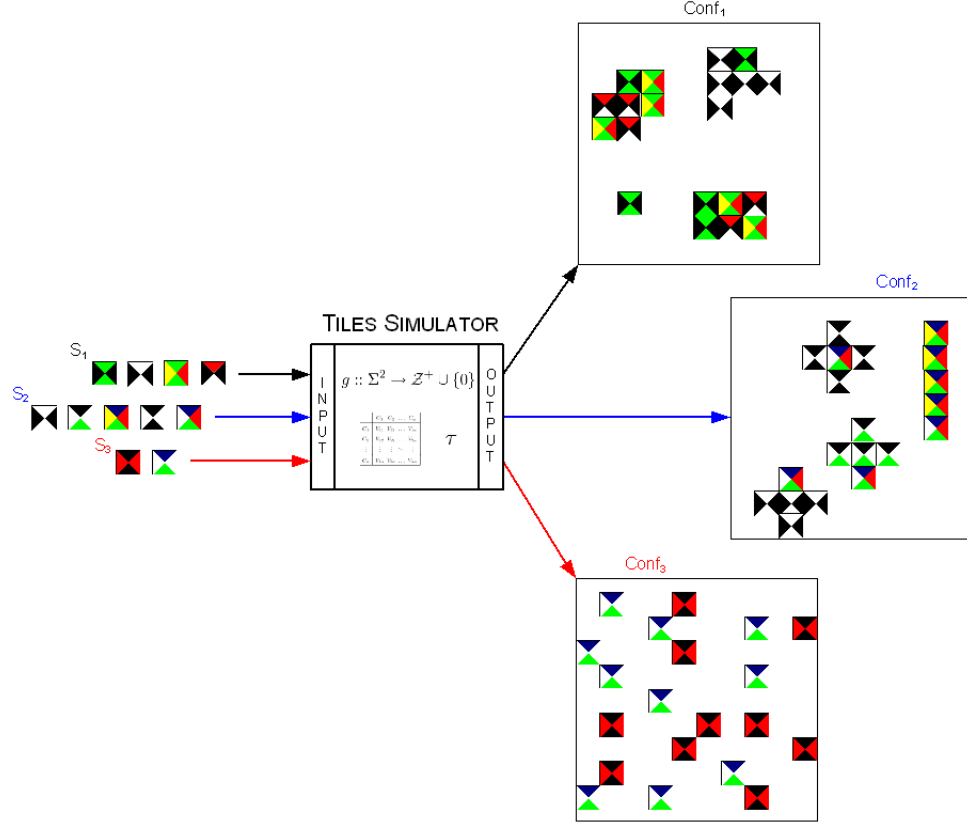 Conf₁
Conf₂
TILES SIMULATOR
S₁
S₂
S₃
INPUT
g :: Σ² → Z⁺ ∪ {0}
τ
OUTPUT
Conf₃